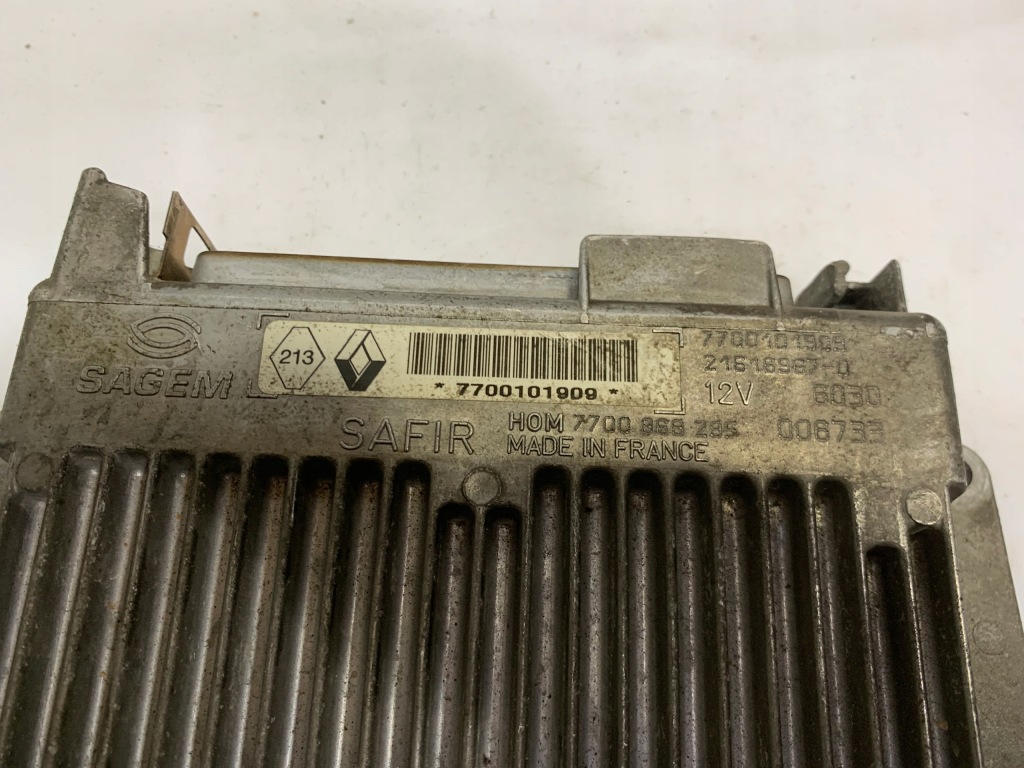 SAGEM
213
* 7700101909 *
7700101909
21616967-0
12V 6030
SAFIR
HOM 7700 868 295
MADE IN FRANCE
006733